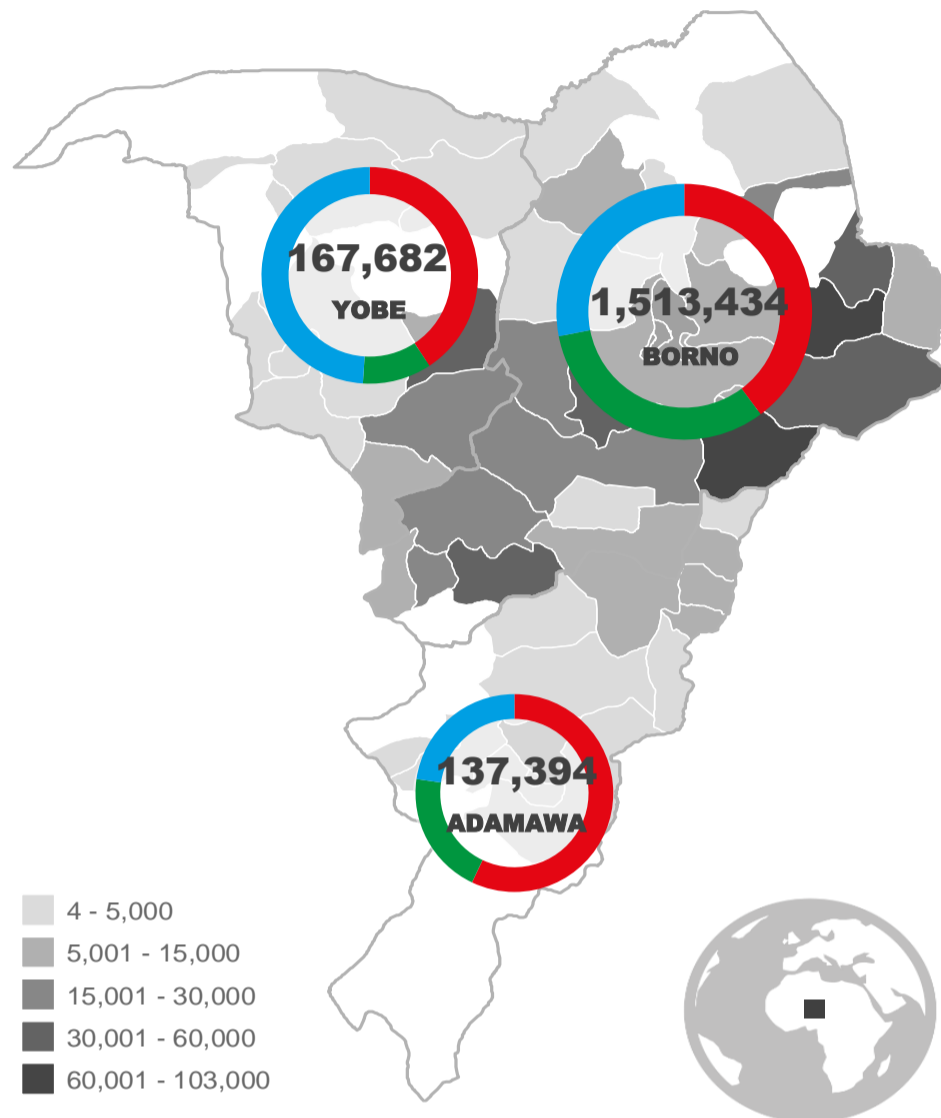 167,682
YOBE
1,513,434
BORNO
137,394
ADAMAWA
4 - 5,000
5,001 - 15,000
15,001 - 30,000
30,001 - 60,000
60,001 - 103,000